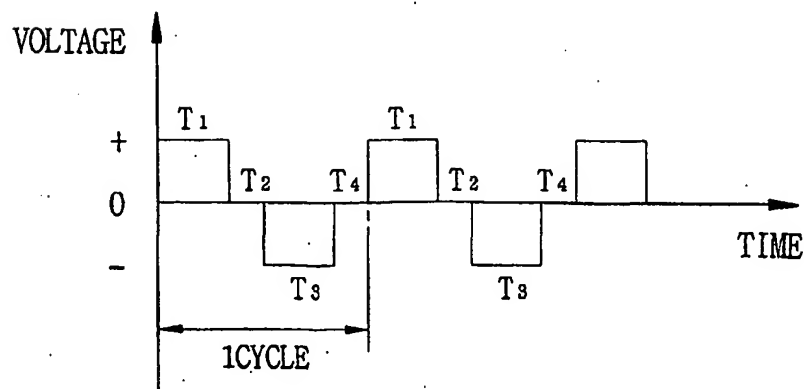 VOLTAGE
T1 T1
+
T2 T4 T2 T4
0
TIME
-
T3 T3
1CYCLE